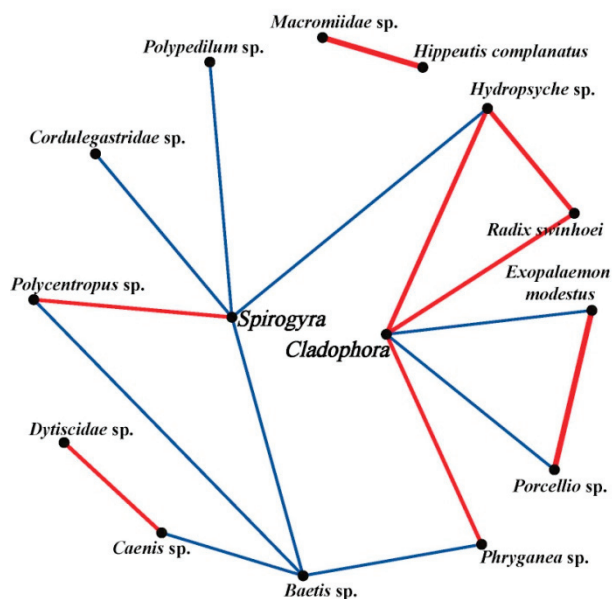 Macromiidae sp.
Polypedilum sp.
Hippeutis complanatus
Hydropsyche sp.
Cordulegastridae sp.
Radix swinhoei
Exopalaemon
modestus
Polycentropus sp.
Spirogyra
Cladophora
Dytiscidae sp.
Porcellio sp.
Caenis sp.
Phryganea sp.
Baetis sp.